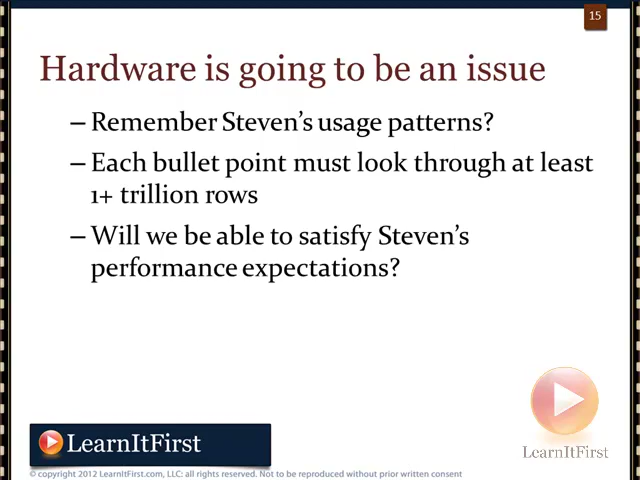 15
Hardware is going to be an issue
– Remember Steven's usage patterns?
– Each bullet point must look through at least
1+ trillion rows
– Will we be able to satisfy Steven's
performance expectations?
LearnItFirst
LearnItFirst
© copyright 2012 LearnItFirst.com, LLC: all rights reserved. Not to be reproduced without prior written consent